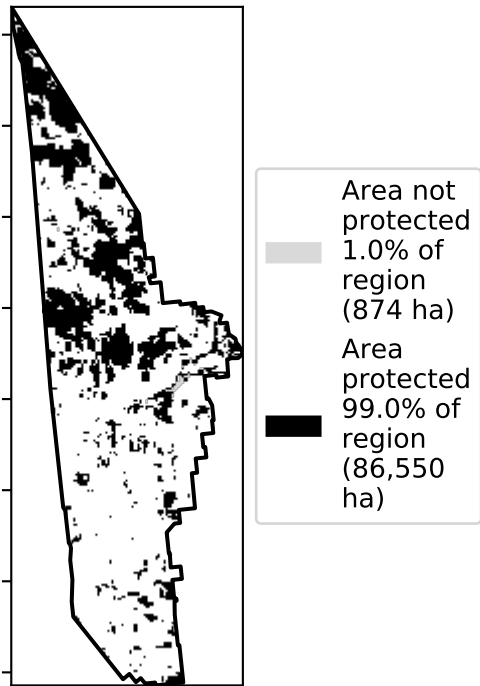 Area not
protected
1.0% of
region
(874 ha)
Area
protected
99.0% of
region
(86,550
ha)